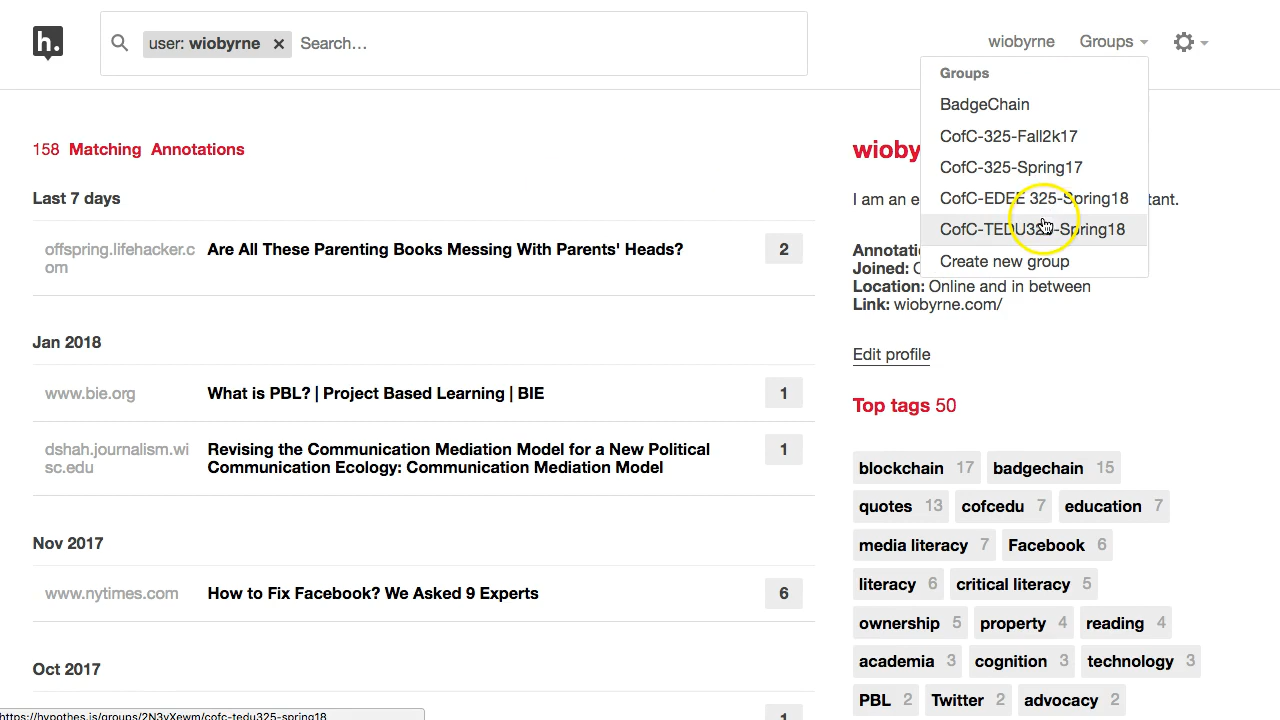 h.
user: wiobyrne ×
Search…
wiobyrne
Groups
Groups
BadgeChain
CofC-325-Fall2k17
CofC-325-Spring17
CofC-EDEE 325-Spring18
CofC-TEDU325-Spring18
Create new group
158 Matching Annotations
Last 7 days
offspring.lifehacker.c
om
Are All These Parenting Books Messing With Parents' Heads?
2
Jan 2018
www.bie.org
What is PBL? | Project Based Learning | BIE
1
dshah.journalism.wi
sc.edu
Revising the Communication Mediation Model for a New Political
Communication Ecology: Communication Mediation Model
1
Nov 2017
www.nytimes.com
How to Fix Facebook? We Asked 9 Experts
6
Oct 2017
1
wioby
I am an e
tant.
Annotati
Joined:
Location: Online and in between
Link: wiobyrne.com/
Edit profile
Top tags 50
blockchain 17 badgechain 15
quotes 13 cofcedu 7 education 7
media literacy 7 Facebook 6
literacy 6 critical literacy 5
ownership 5 property 4 reading 4
academia 3 cognition 3 technology 3
PBL 2 Twitter 2 advocacy 2
https://hypothes.is/groups/2N3vXewm/cofc-tedu325-spring18